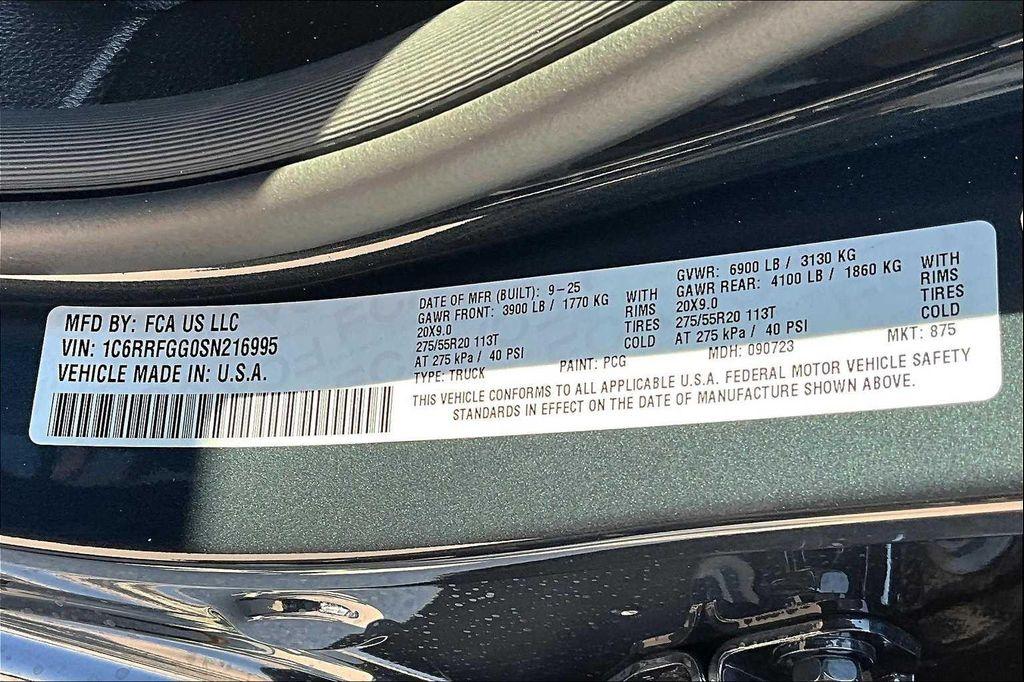 MFD BY: FCA US LLC
VIN: 1C6RRFGG0SN216995
VEHICLE MADE IN: U.S.A.
DATE OF MFR (BUILT): 9-25
GAWR FRONT: 3900 LB / 1770 KG
20X9.0
275/55R20 113T
AT 275 kPa / 40 PSI
WITH
RIMS
TIRES
COLD
GVWR: 6900 LB / 3130 KG
GAWR REAR: 4100 LB / 1860 KG
20X9.0
275/55R20 113T
AT 275 kPa / 40 PSI
WITH
RIMS
TIRES
COLD
TYPE: TRUCK PAINT: PCG MDH: 090723 MKT: 875
THIS VEHICLE CONFORMS TO ALL APPLICABLE U.S.A. FEDERAL MOTOR VEHICLE SAFETY
STANDARDS IN EFFECT ON THE DATE OF MANUFACTURE SHOWN ABOVE.